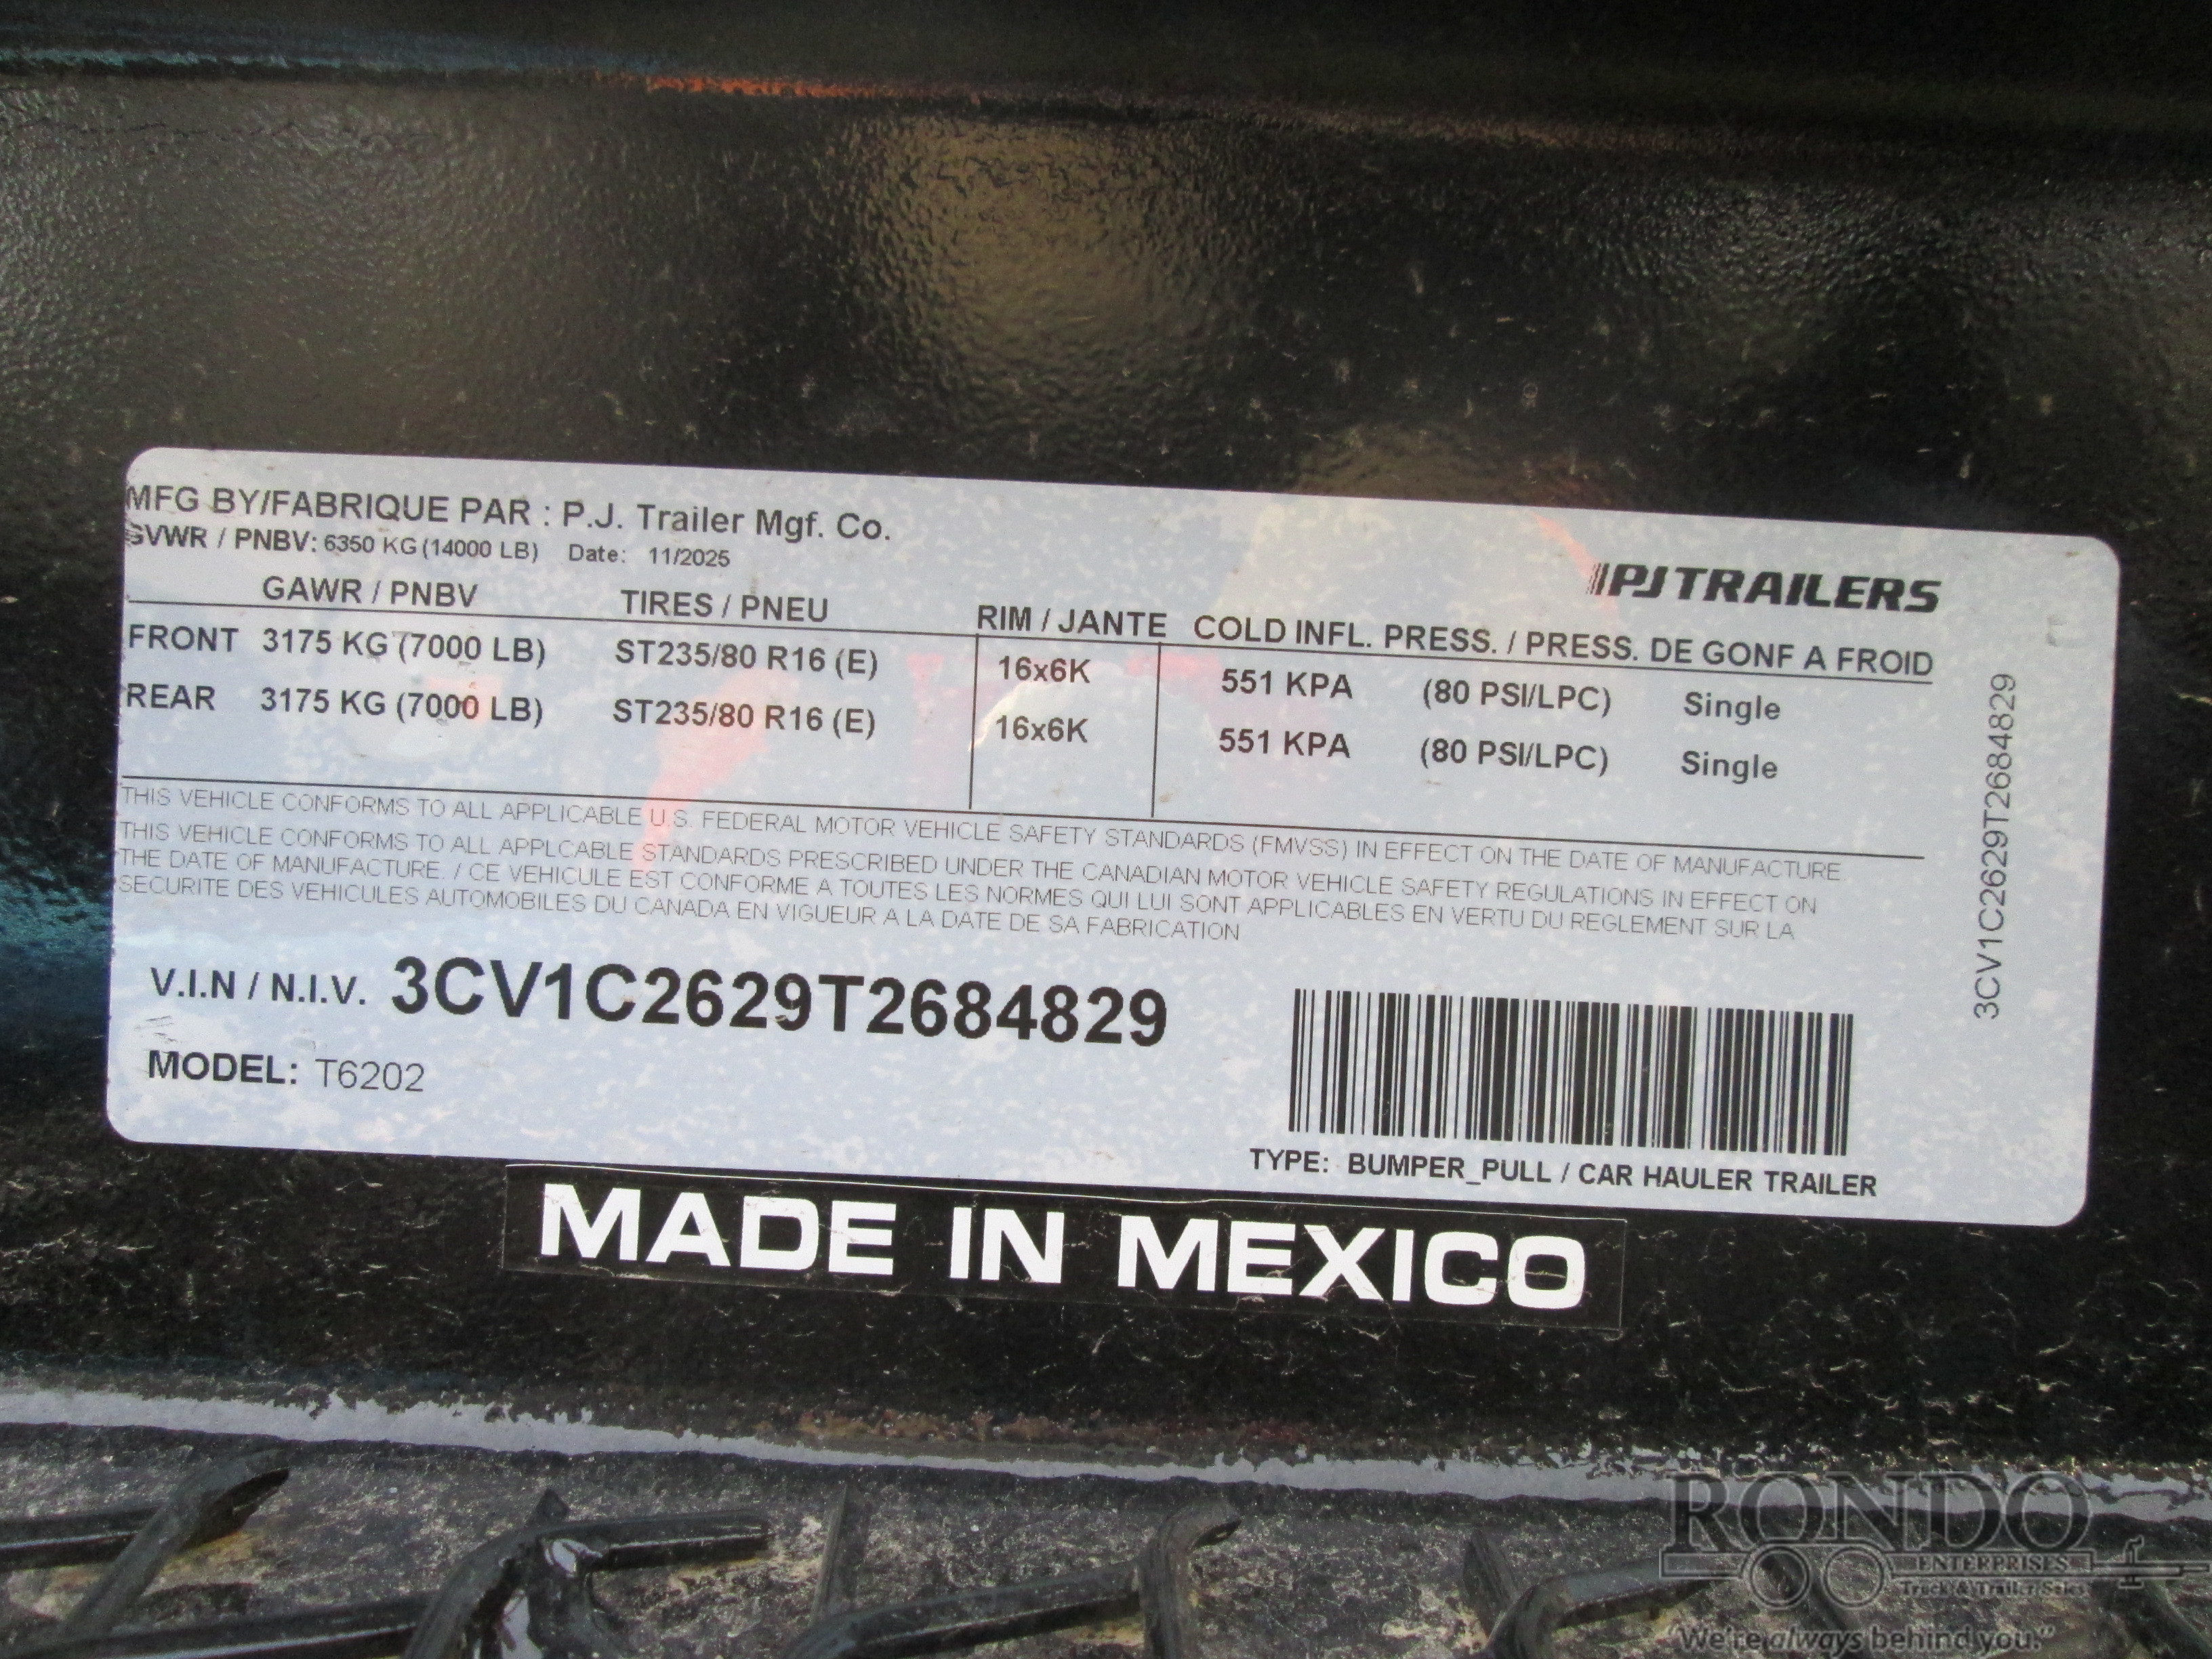 MFG BY/FABRIQUE PAR : P.J. Trailer Mgf. Co.
GVWR / PNBV: 6350 KG (14000 LB) Date: 11/2025
PJ TRAILERS
GAWR / PNBV TIRES / PNEU RIM / JANTE COLD INFL. PRESS. / PRESS. DE GONF A FROID
FRONT 3175 KG (7000 LB) ST235/80 R16 (E) 16x6K 551 KPA (80 PSI/LPC) Single
REAR 3175 KG (7000 LB) ST235/80 R16 (E) 16x6K 551 KPA (80 PSI/LPC) Single
THIS VEHICLE CONFORMS TO ALL APPLICABLE U.S. FEDERAL MOTOR VEHICLE SAFETY STANDARDS (FMVSS) IN EFFECT ON THE DATE OF MANUFACTURE
THIS VEHICLE CONFORMS TO ALL APPLCABLE STANDARDS PRESCRIBED UNDER THE CANADIAN MOTOR VEHICLE SAFETY REGULATIONS IN EFFECT ON
THE DATE OF MANUFACTURE. / CE VEHICULE EST CONFORME A TOUTES LES NORMES QUI LUI SONT APPLICABLES EN VERTU DU REGLEMENT SUR LA
SECURITE DES VEHICULES AUTOMOBILES DU CANADA EN VIGUEUR A LA DATE DE SA FABRICATION
V.I.N / N.I.V. 3CV1C2629T2684829
MODEL: T6202
TYPE: BUMPER_PULL / CAR HAULER TRAILER
3CV1C2629T2684829
MADE IN MEXICO
RONDO
ENTERPRISES
Truck & Trailer Sales
"We're always behind you."